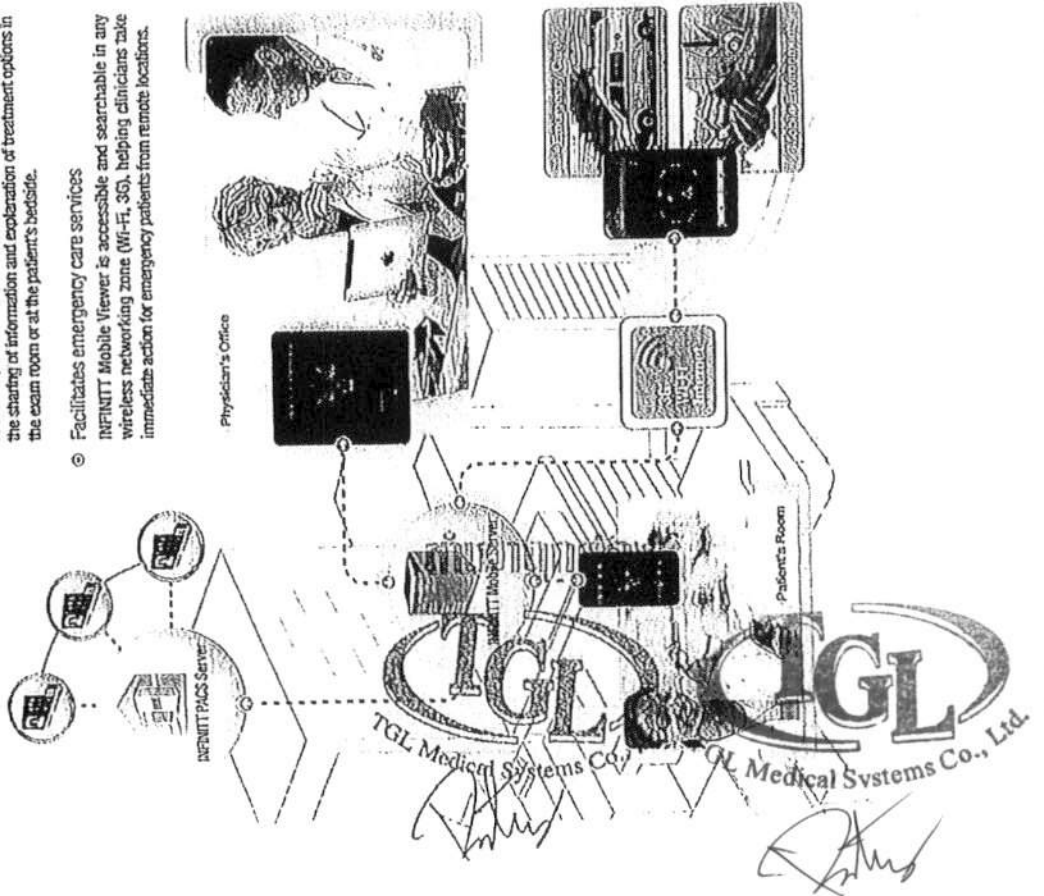 the sharing of information and explanation of treatment options in
the exam room or at the patient's bedside.
Facilitates emergency care services
INFINITT Mobile Viewer is accessible and searchable in any
wireless networking zone (Wi-Fi, 3G), helping clinicians take
immediate action for emergency patients from remote locations.
Physician's Office
INFINITT PACS Server
INFINITT Mobile Server
Patient's Room
TGL
TGL Medical Systems Co.,
TGL
GL Medical Systems Co., Ltd.